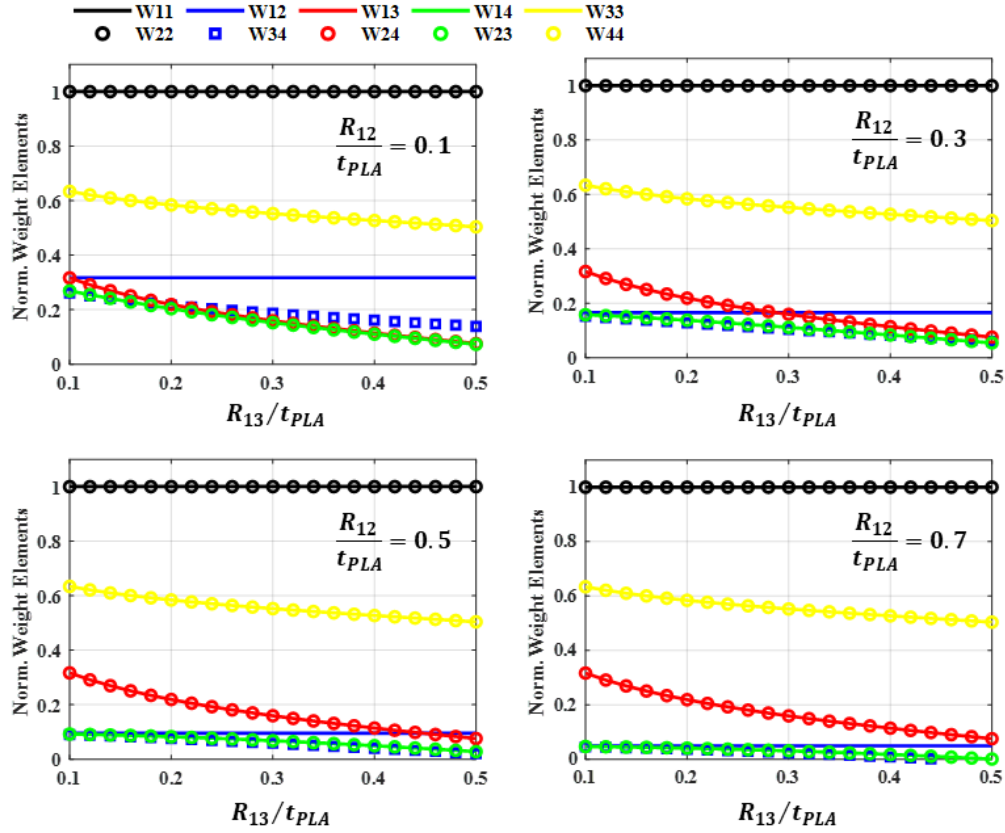 W11 W12 W13 W14 W33
W22 W34 W24 W23 W44
Norm. Weight Elements
1
0.8
0.6
0.4
0.2
0
R12/tPLA = 0.1
0.1 0.2 0.3 0.4 0.5
R13/tPLA
Norm. Weight Elements
1
0.8
0.6
0.4
0.2
0
R12/tPLA = 0.3
0.1 0.2 0.3 0.4 0.5
R13/tPLA
Norm. Weight Elements
1
0.8
0.6
0.4
0.2
0
R12/tPLA = 0.5
0.1 0.2 0.3 0.4 0.5
R13/tPLA
Norm. Weight Elements
1
0.8
0.6
0.4
0.2
0
R12/tPLA = 0.7
0.1 0.2 0.3 0.4 0.5
R13/tPLA